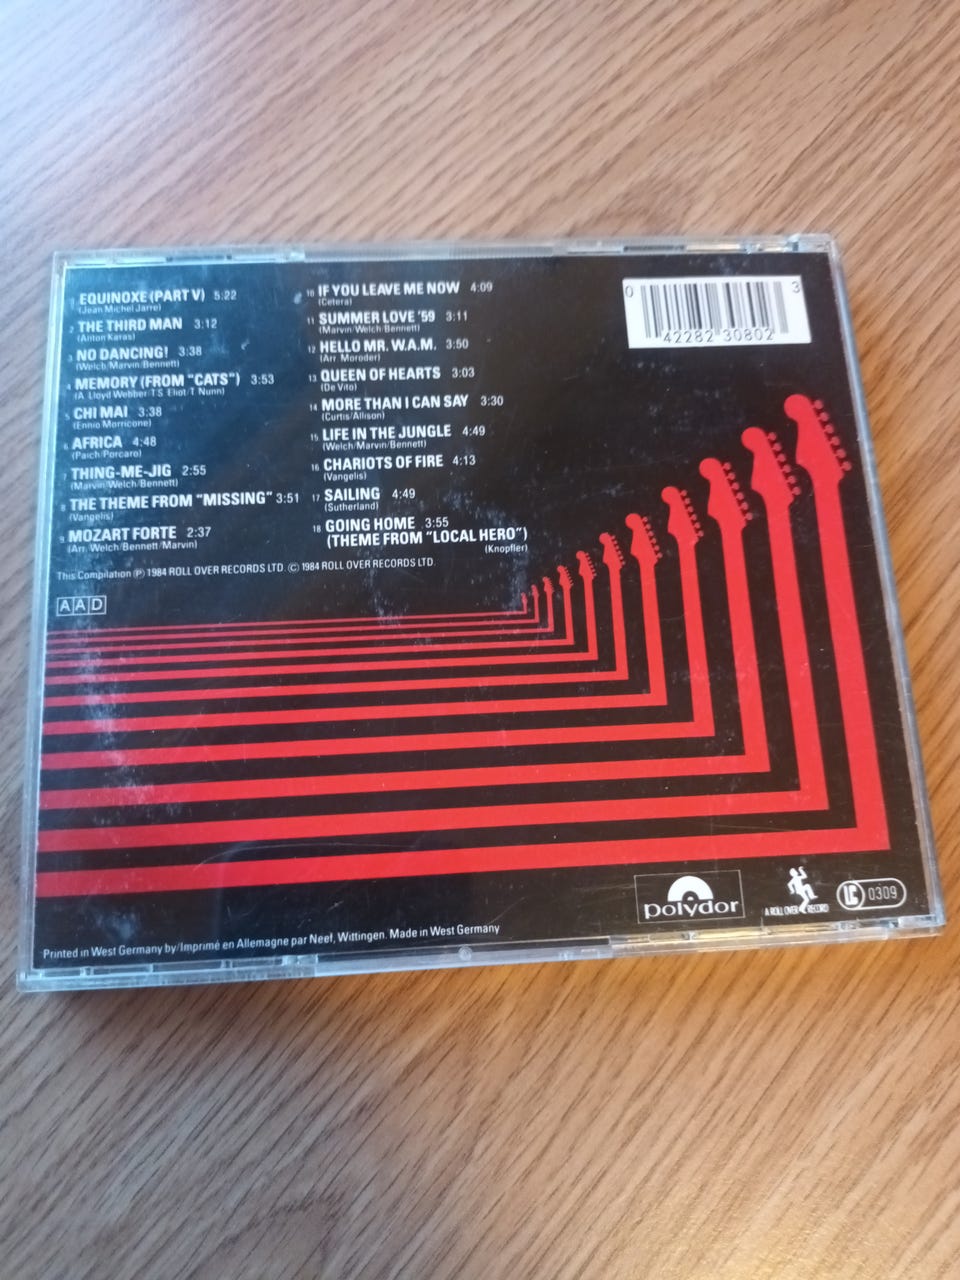 1 EQUINOXE (PART V) 5:22
(Jean Michel Jarre)
2 THE THIRD MAN 3:12
(Anton Karas)
3 NO DANCING! 3:38
(Welch/Marvin/Bennett)
4 MEMORY (FROM "CATS") 3:53
(A. Lloyd Webber/T.S. Eliot/T. Nunn)
5 CHI MAI 3:38
(Ennio Morricone)
6 AFRICA 4:48
(Paich/Porcaro)
7 THING-ME-JIG 2:55
(Marvin/Welch/Bennett)
8 THE THEME FROM "MISSING" 3:51
(Vangelis)
9 MOZART FORTE 2:37
(Arr. Welch/Bennett/Marvin)
10 IF YOU LEAVE ME NOW 4:09
(Cetera)
11 SUMMER LOVE '59 3:11
(Marvin/Welch/Bennett)
12 HELLO MR. W.A.M. 3:50
(Arr. Moroder)
13 QUEEN OF HEARTS 3:03
(De Vito)
14 MORE THAN I CAN SAY 3:30
(Curtis/Allison)
15 LIFE IN THE JUNGLE 4:49
(Welch/Marvin/Bennett)
16 CHARIOTS OF FIRE 4:13
(Vangelis)
17 SAILING 4:49
(Sutherland)
18 GOING HOME 3:55
(THEME FROM "LOCAL HERO")
(Knopfler)
This Compilation Ⓟ 1984 ROLL OVER RECORDS LTD. © 1984 ROLL OVER RECORDS LTD.
AAD
0 42282 30802 3
polydor
A ROLL OVER RECORD
LC 0309
Printed in West Germany by/Imprimé en Allemagne par Neef, Wittingen. Made in West Germany